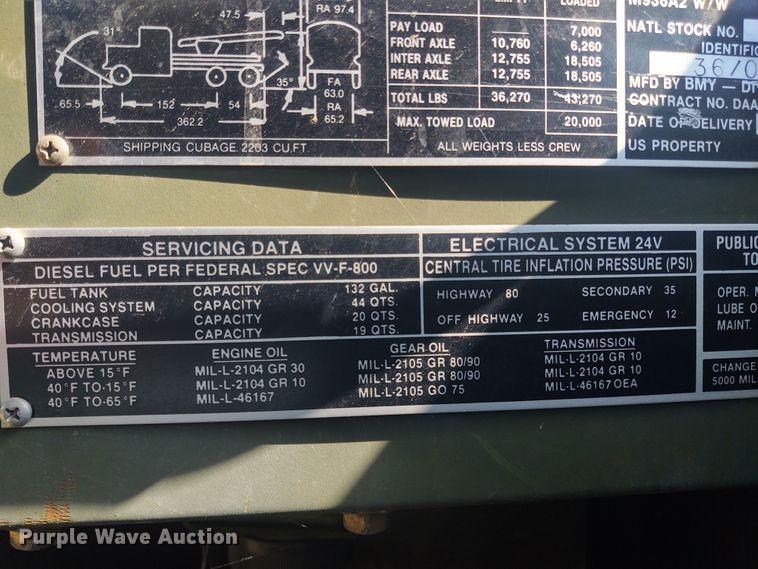 47.5
RA 97.4
31°
35°
65.5
152
54
362.2
FA
63.0
RA
65.2
SHIPPING CUBAGE 2203 CU.FT.
EMPTY LOADED
PAY LOAD 7,000
FRONT AXLE 10,760 6,260
INTER AXLE 12,755 18,505
REAR AXLE 12,755 18,505
TOTAL LBS 36,270 43,270
MAX. TOWED LOAD 20,000
ALL WEIGHTS LESS CREW
M936A2 W/W
NATL STOCK NO.
IDENTIFIC
MFD BY BMY - DI
CONTRACT NO. DAA
DATE OF DELIVERY
US PROPERTY
SERVICING DATA
DIESEL FUEL PER FEDERAL SPEC VV-F-800
FUEL TANK CAPACITY 132 GAL.
COOLING SYSTEM CAPACITY 44 QTS.
CRANKCASE CAPACITY 20 QTS.
TRANSMISSION CAPACITY 19 QTS.
ELECTRICAL SYSTEM 24V
CENTRAL TIRE INFLATION PRESSURE (PSI)
HIGHWAY 80 SECONDARY 35
OFF HIGHWAY 25 EMERGENCY 12
TEMPERATURE ENGINE OIL GEAR OIL TRANSMISSION
ABOVE 15°F MIL-L-2104 GR 30 MIL-L-2105 GR 80/90 MIL-L-2104 GR 10
40°F TO-15°F MIL-L-2104 GR 10 MIL-L-2105 GR 80/90 MIL-L-2104 GR 10
40°F TO-65°F MIL-L-46167 MIL-L-2105 GO 75 MIL-L-46167 OEA
PUBLIC
TO
OPER. M
LUBE O
MAINT.
CHANGE
5000 MIL
Purple Wave Auction